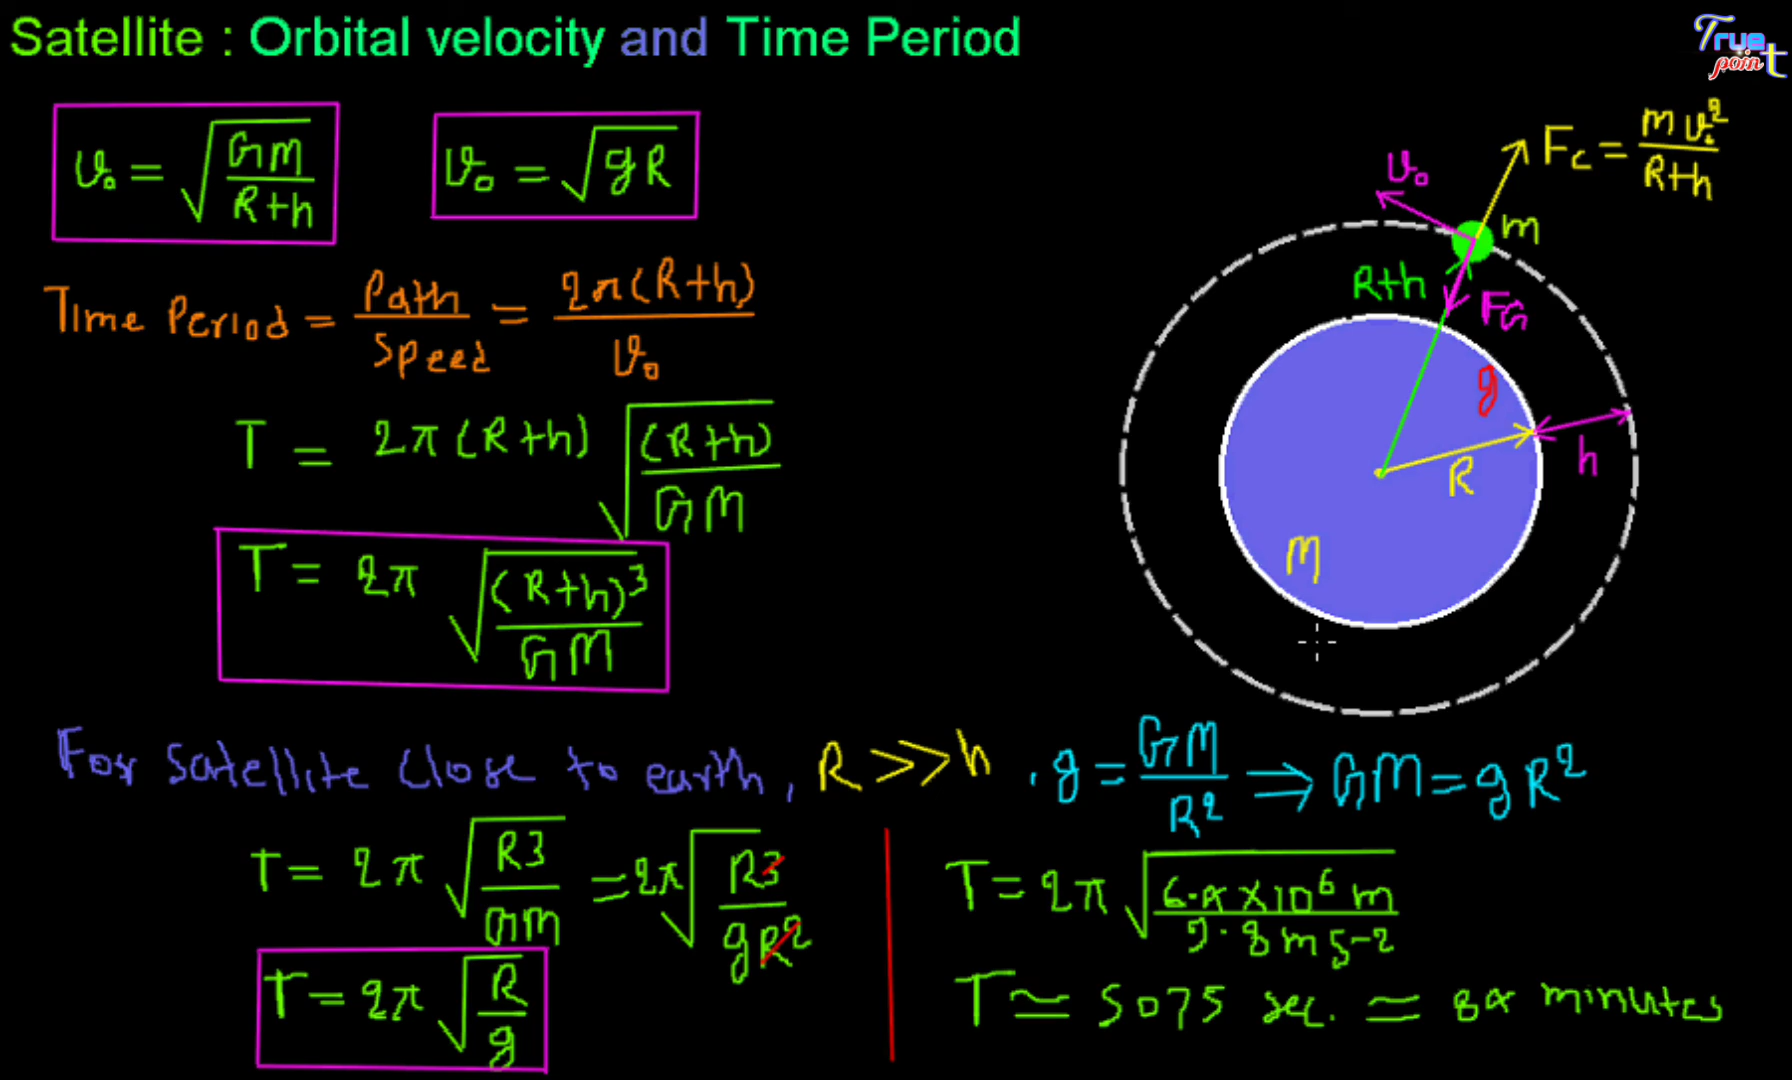 Satellite : Orbital velocity and Time Period
True point
v₀ = √(GM/(R+h))
v₀ = √(gR)
Time Period = Path/Speed = 2π(R+h)/v₀
T = 2π(R+h) √((R+h)/GM)
T = 2π √((R+h)³/GM)
F_C = mv₀²/(R+h)
v₀
m
R+h
F_G
g
R
h
M
For satellite close to earth, R >>> h . g = GM/R² ⇒ GM = gR²
T = 2π √(R3/GM) = 2π √(R3/gR²)
T = 2π √(R/g)
T = 2π √(6.4×10⁶ m/9.8 m s-2)
T ≃ 5075 sec. ≃ 84 minutes